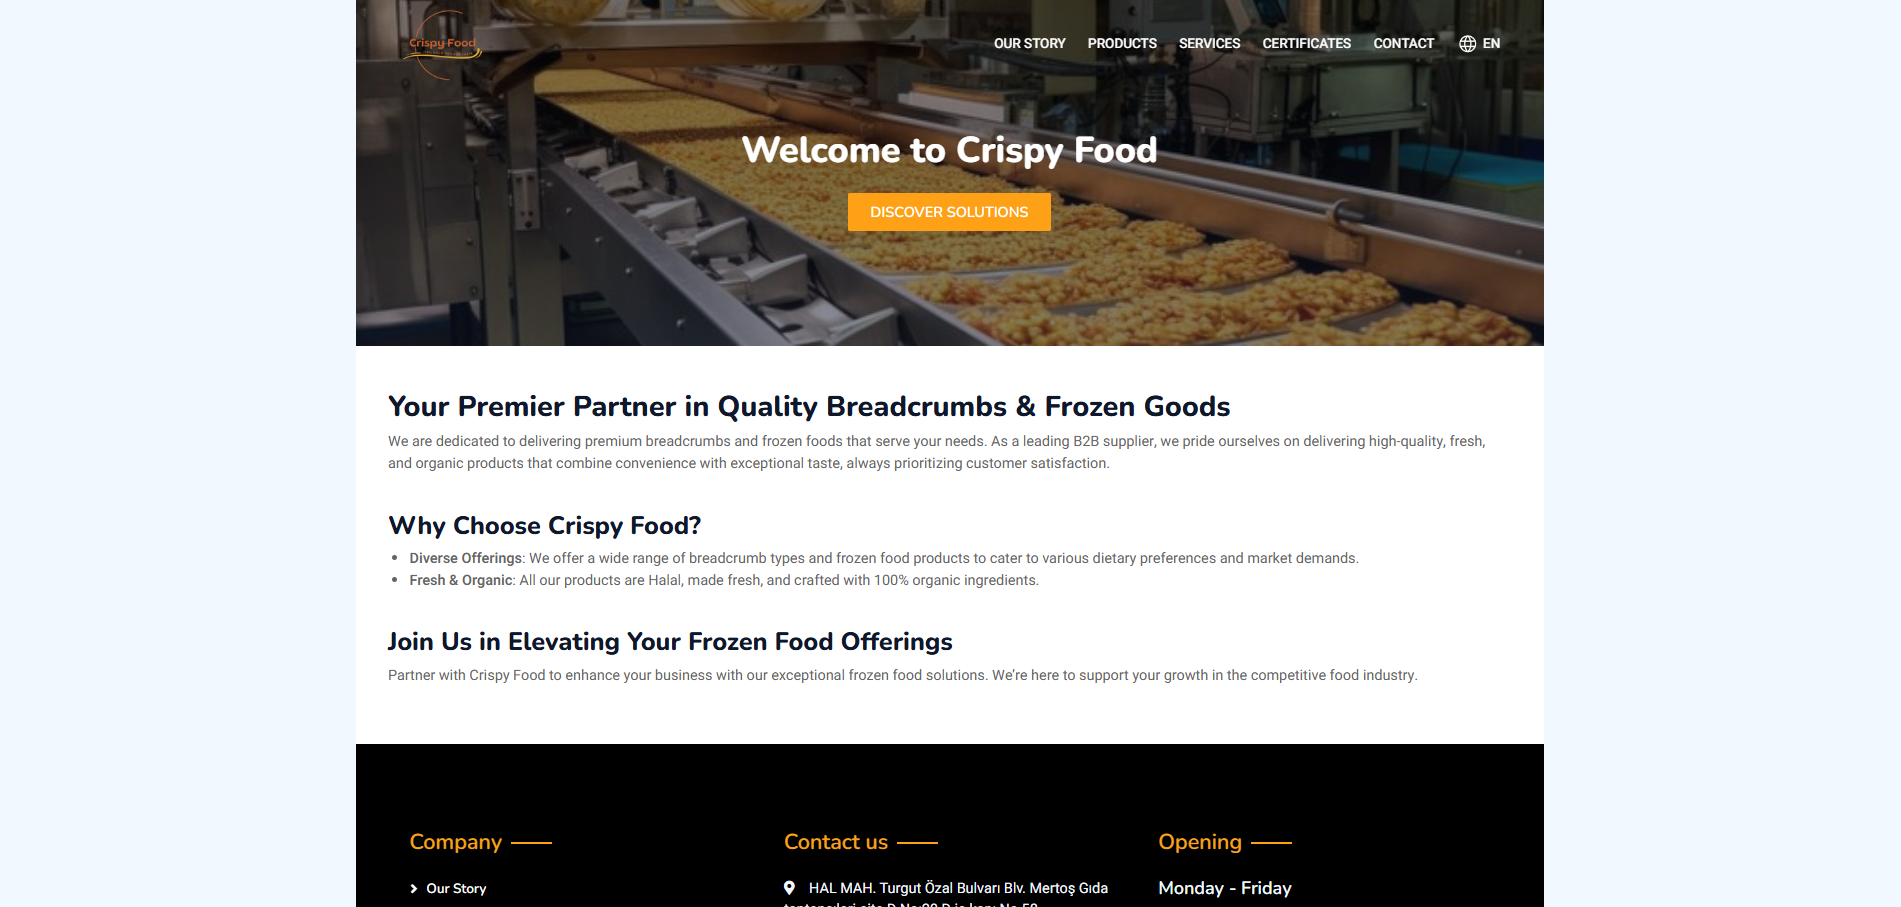 Crispy Food
OUR STORY PRODUCTS SERVICES CERTIFICATES CONTACT EN
Welcome to Crispy Food
DISCOVER SOLUTIONS
Your Premier Partner in Quality Breadcrumbs & Frozen Goods
We are dedicated to delivering premium breadcrumbs and frozen foods that serve your needs. As a leading B2B supplier, we pride ourselves on delivering high-quality, fresh,
and organic products that combine convenience with exceptional taste, always prioritizing customer satisfaction.
Why Choose Crispy Food?
• Diverse Offerings: We offer a wide range of breadcrumb types and frozen food products to cater to various dietary preferences and market demands.
• Fresh & Organic: All our products are Halal, made fresh, and crafted with 100% organic ingredients.
Join Us in Elevating Your Frozen Food Offerings
Partner with Crispy Food to enhance your business with our exceptional frozen food solutions. We’re here to support your growth in the competitive food industry.
Company
Our Story
Contact us
HAL MAH. Turgut Özal Bulvarı Blv. Mertoş Gıda
Opening
Monday - Friday